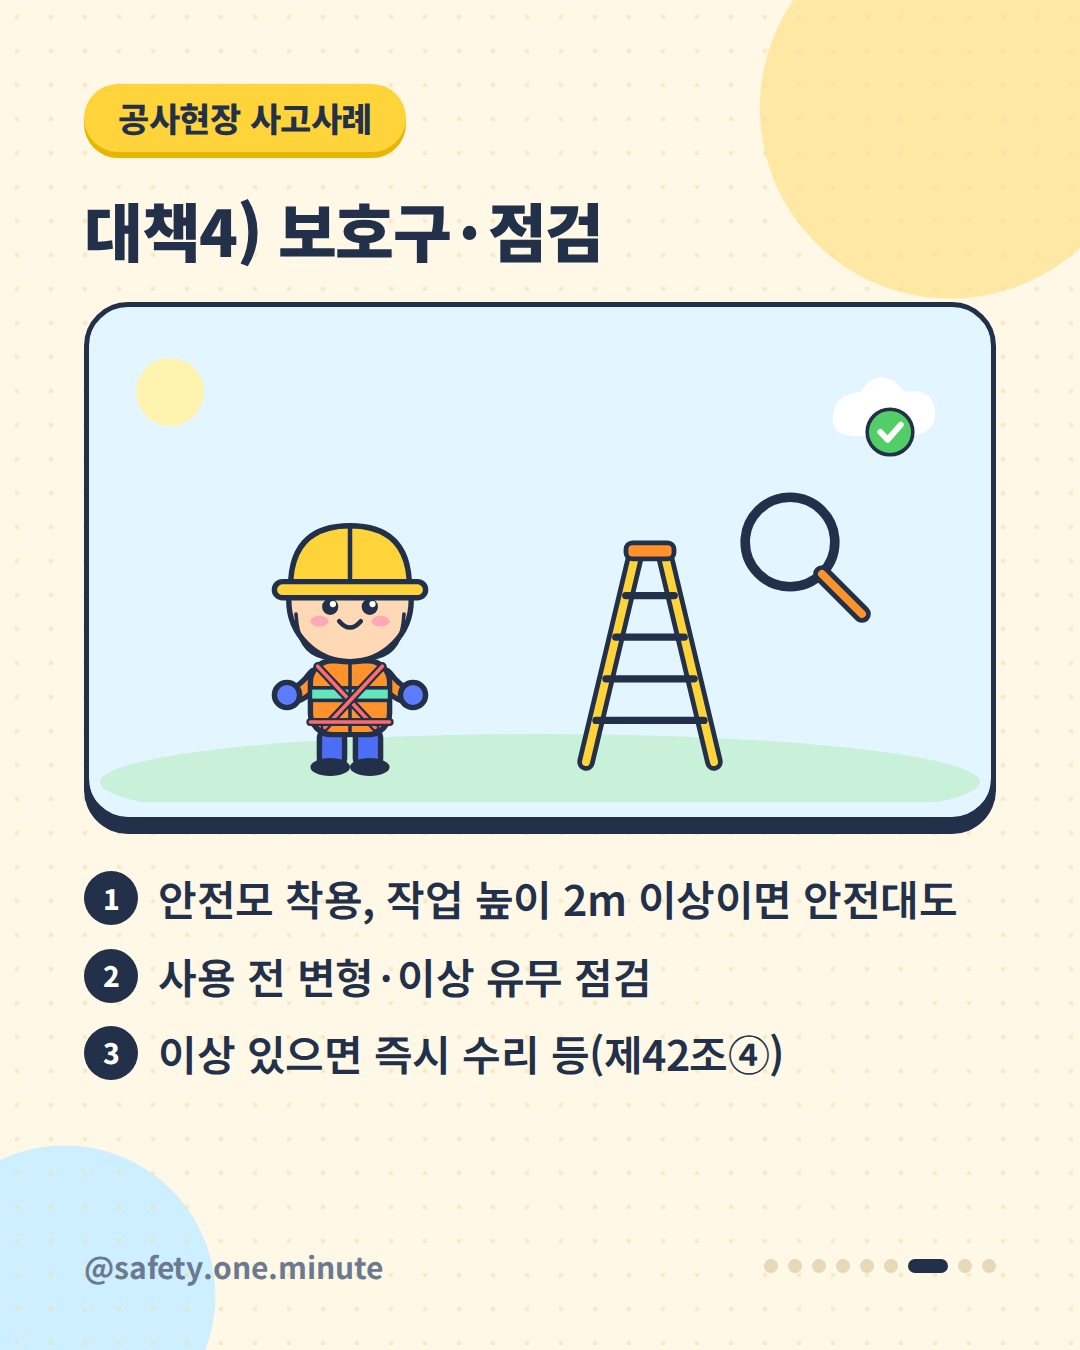 공사현장 사고사례
대책4) 보호구·점검
1 안전모 착용, 작업 높이 2m 이상이면 안전대도
2 사용 전 변형·이상 유무 점검
3 이상 있으면 즉시 수리 등(제42조④)
@safety.one.minute